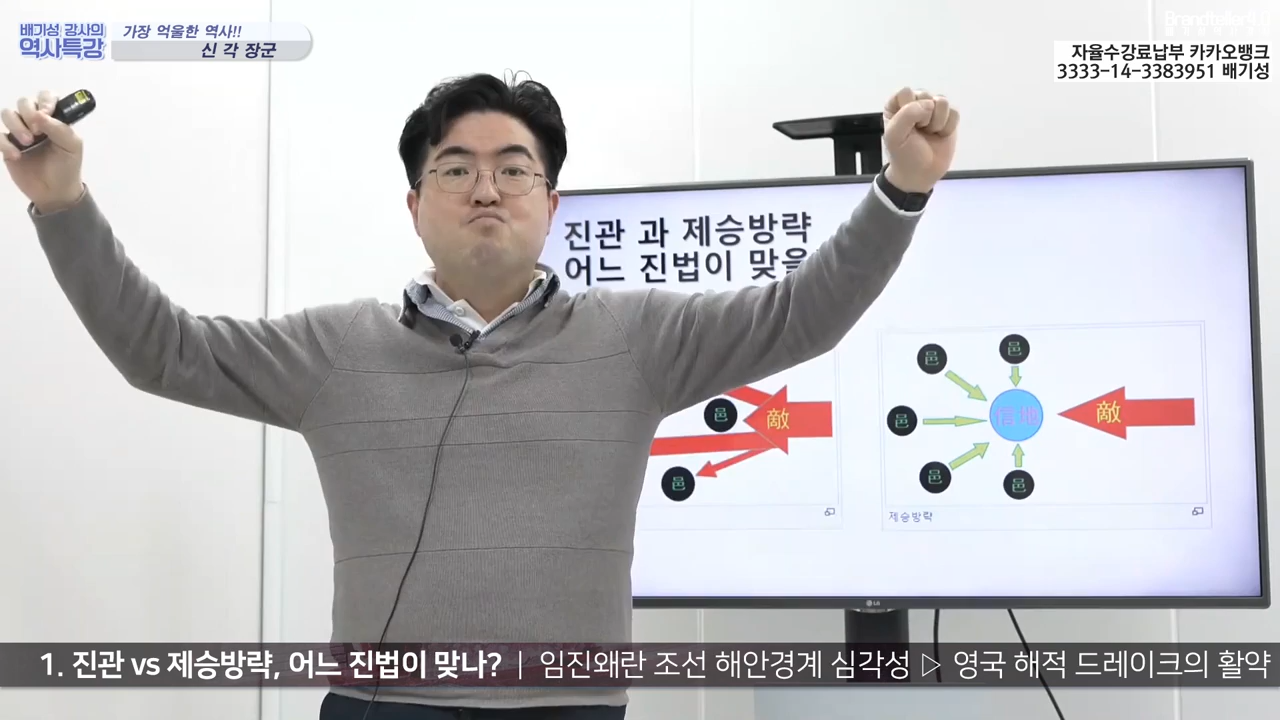 배기성 강사의
역사특강
가장 억울한 역사!!
신 각 장군
Brandteller4.0
자율수강료납부 카카오뱅크
3333-14-3383951 배기성
진관 과 제승방략
어느 진법이 맞을
邑
敵
邑
邑
邑
邑
信地
敵
邑
邑
제승방략
LG
1. 진관 vs 제승방략, 어느 진법이 맞나? | 임진왜란 조선 해안경계 심각성 ▷ 영국 해적 드레이크의 활약